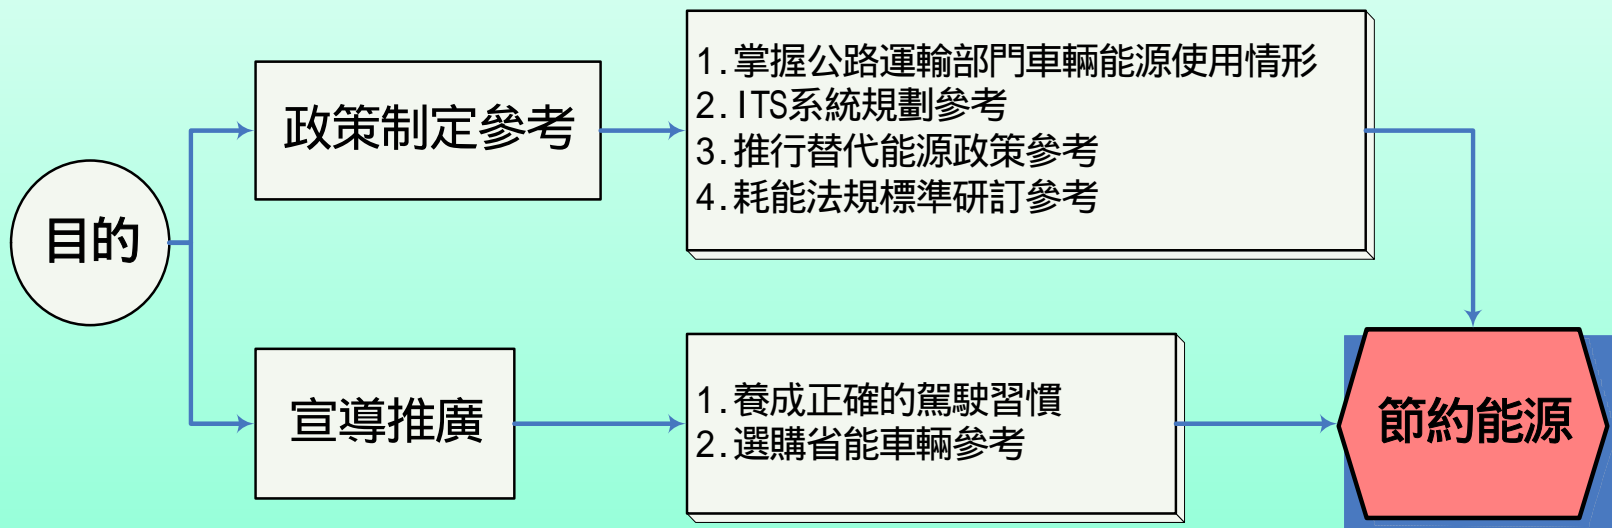 目的
政策制定參考
1.掌握公路運輸部門車輛能源使用情形
2.ITS系統規劃參考
3.推行替代能源政策參考
4.耗能法規標準研訂參考
宣導推廣
1.養成正確的駕駛習慣
2.選購省能車輛參考
節約能源